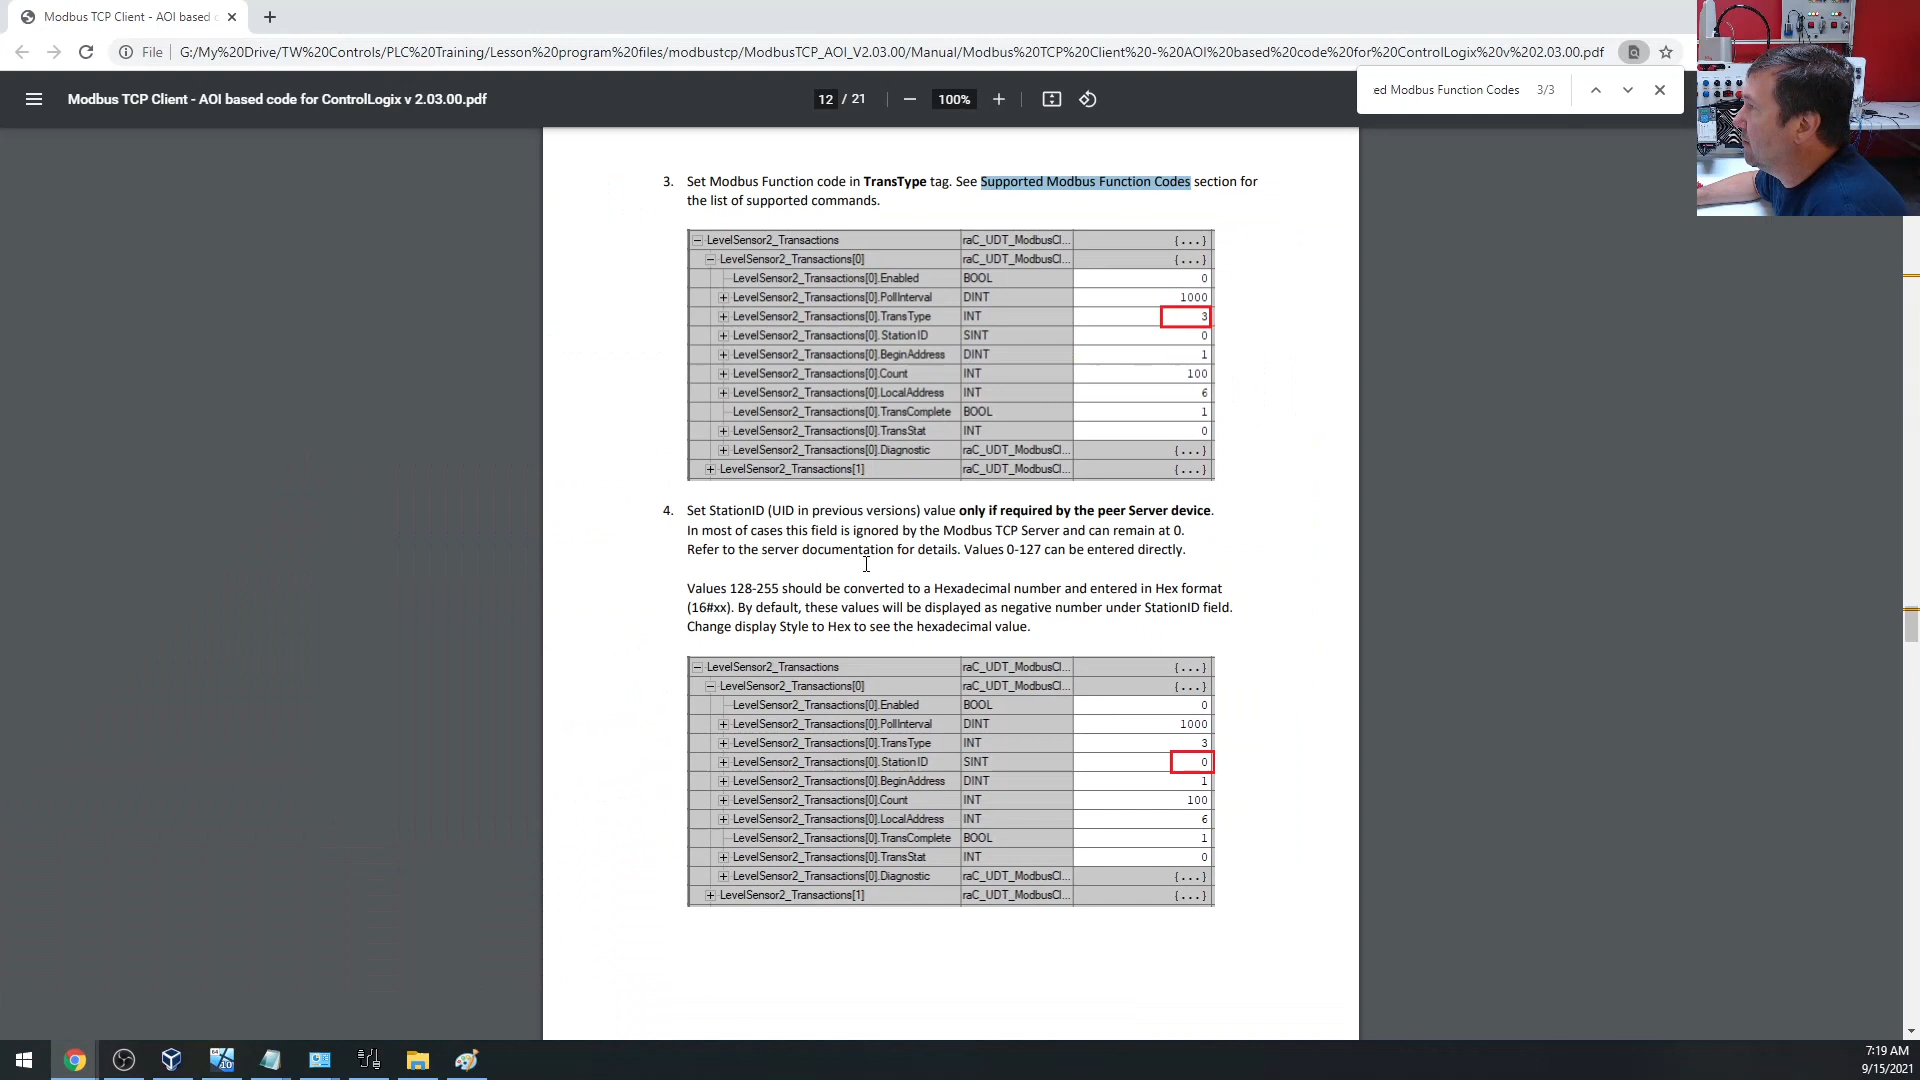 Modbus TCP Client - AOI based c
File G:/My%20Drive/TW%20Controls/PLC%20Training/Lesson%20program%20files/modbustcp/ModbusTCP_AOI_V2.03.00/Manual/Modbus%20TCP%20Client%20-%20AOI%20based%20code%20for%20ControlLogix%20v%202.03.00.pdf
Modbus TCP Client - AOI based code for ControlLogix v 2.03.00.pdf
12 / 21
100%
ed Modbus Function Codes 3/3
3. Set Modbus Function code in TransType tag. See Supported Modbus Function Codes section for
the list of supported commands.
LevelSensor2_Transactions raC_UDT_ModbusCl... {...}
LevelSensor2_Transactions[0] raC_UDT_ModbusCl... {...}
LevelSensor2_Transactions[0].Enabled BOOL 0
LevelSensor2_Transactions[0].PollInterval DINT 1000
LevelSensor2_Transactions[0].TransType INT 3
LevelSensor2_Transactions[0].StationID SINT 0
LevelSensor2_Transactions[0].BeginAddress DINT 1
LevelSensor2_Transactions[0].Count INT 100
LevelSensor2_Transactions[0].LocalAddress INT 6
LevelSensor2_Transactions[0].TransComplete BOOL 1
LevelSensor2_Transactions[0].TransStat INT 0
LevelSensor2_Transactions[0].Diagnostic raC_UDT_ModbusCl... {...}
LevelSensor2_Transactions[1] raC_UDT_ModbusCl... {...}
4. Set StationID (UID in previous versions) value only if required by the peer Server device.
In most of cases this field is ignored by the Modbus TCP Server and can remain at 0.
Refer to the server documentation for details. Values 0-127 can be entered directly.
Values 128-255 should be converted to a Hexadecimal number and entered in Hex format
(16#xx). By default, these values will be displayed as negative number under StationID field.
Change display Style to Hex to see the hexadecimal value.
LevelSensor2_Transactions raC_UDT_ModbusCl... {...}
LevelSensor2_Transactions[0] raC_UDT_ModbusCl... {...}
LevelSensor2_Transactions[0].Enabled BOOL 0
LevelSensor2_Transactions[0].PollInterval DINT 1000
LevelSensor2_Transactions[0].TransType INT 3
LevelSensor2_Transactions[0].StationID SINT 0
LevelSensor2_Transactions[0].BeginAddress DINT 1
LevelSensor2_Transactions[0].Count INT 100
LevelSensor2_Transactions[0].LocalAddress INT 6
LevelSensor2_Transactions[0].TransComplete BOOL 1
LevelSensor2_Transactions[0].TransStat INT 0
LevelSensor2_Transactions[0].Diagnostic raC_UDT_ModbusCl... {...}
LevelSensor2_Transactions[1] raC_UDT_ModbusCl... {...}
7:19 AM
9/15/2021